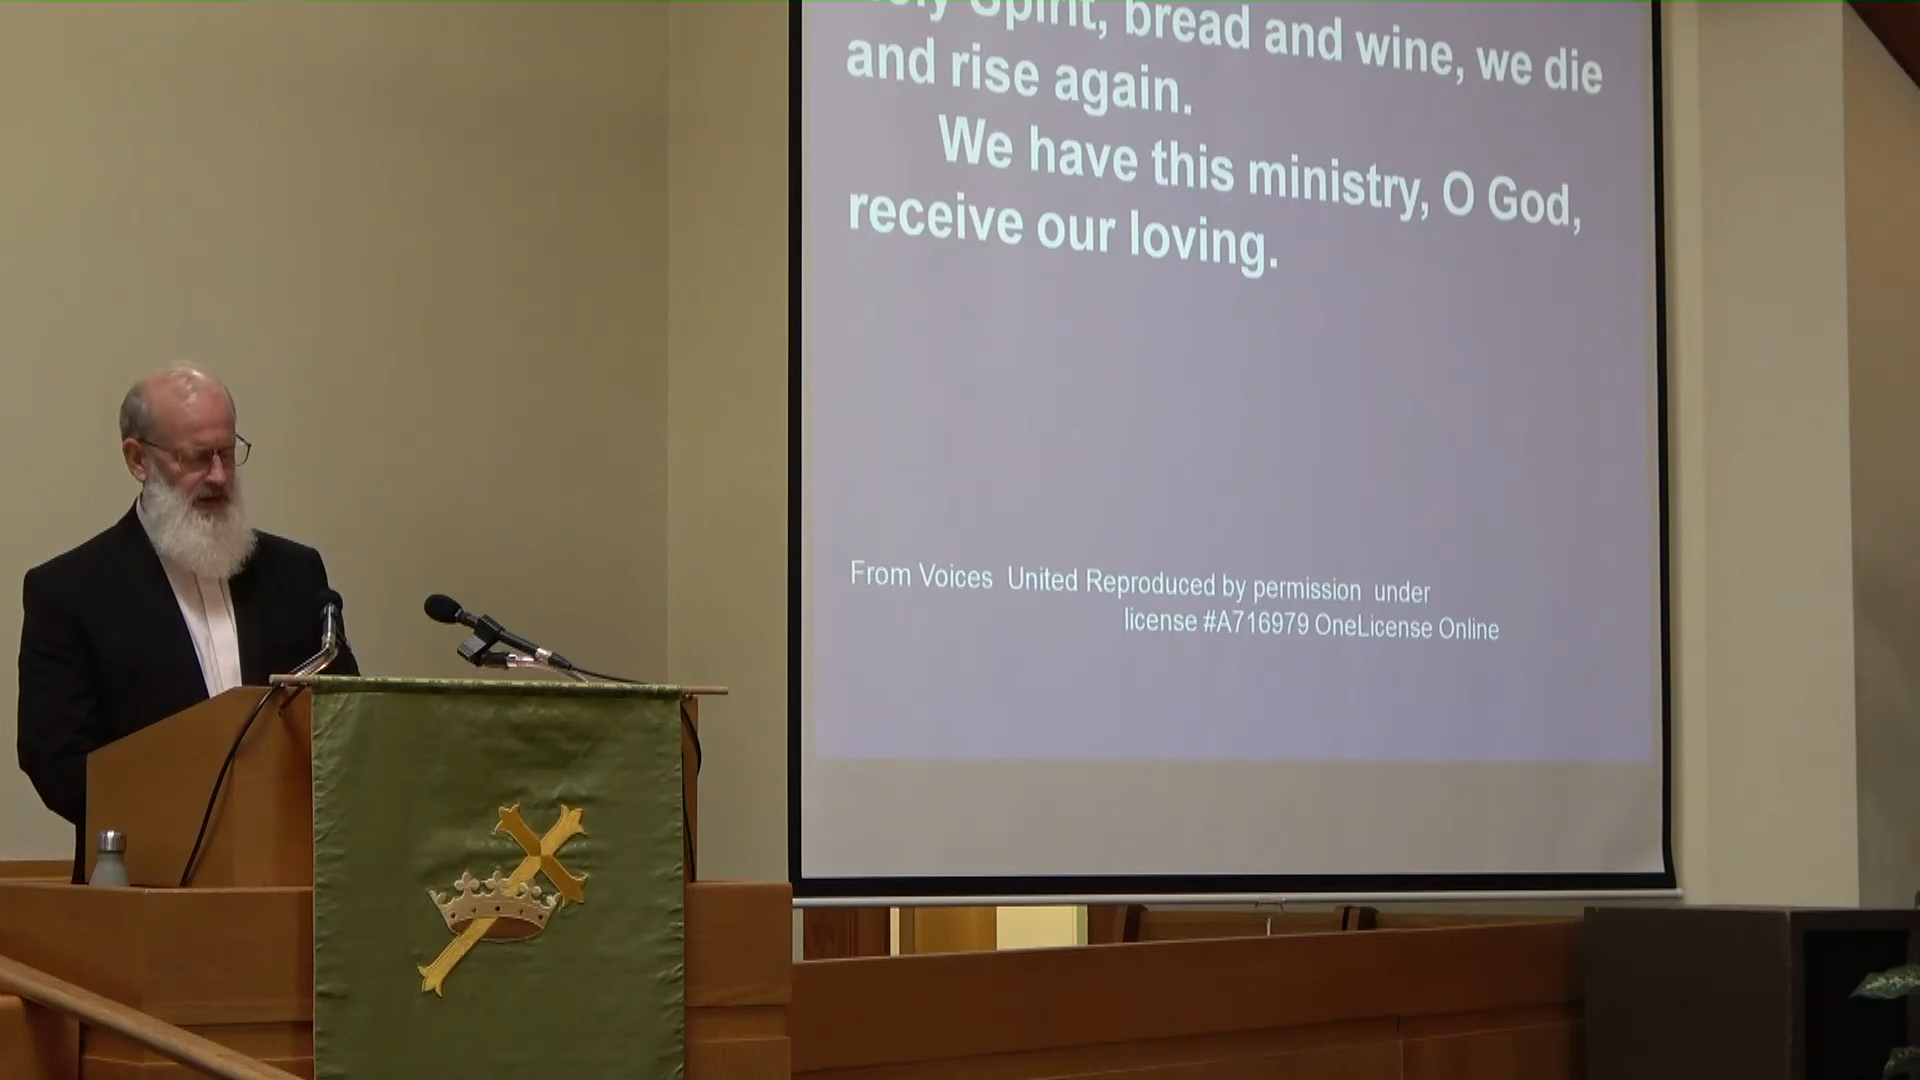 Spirit, bread and wine, we die
and rise again.
We have this ministry, O God,
receive our loving.
From Voices United Reproduced by permission under
license #A716979 OneLicense Online